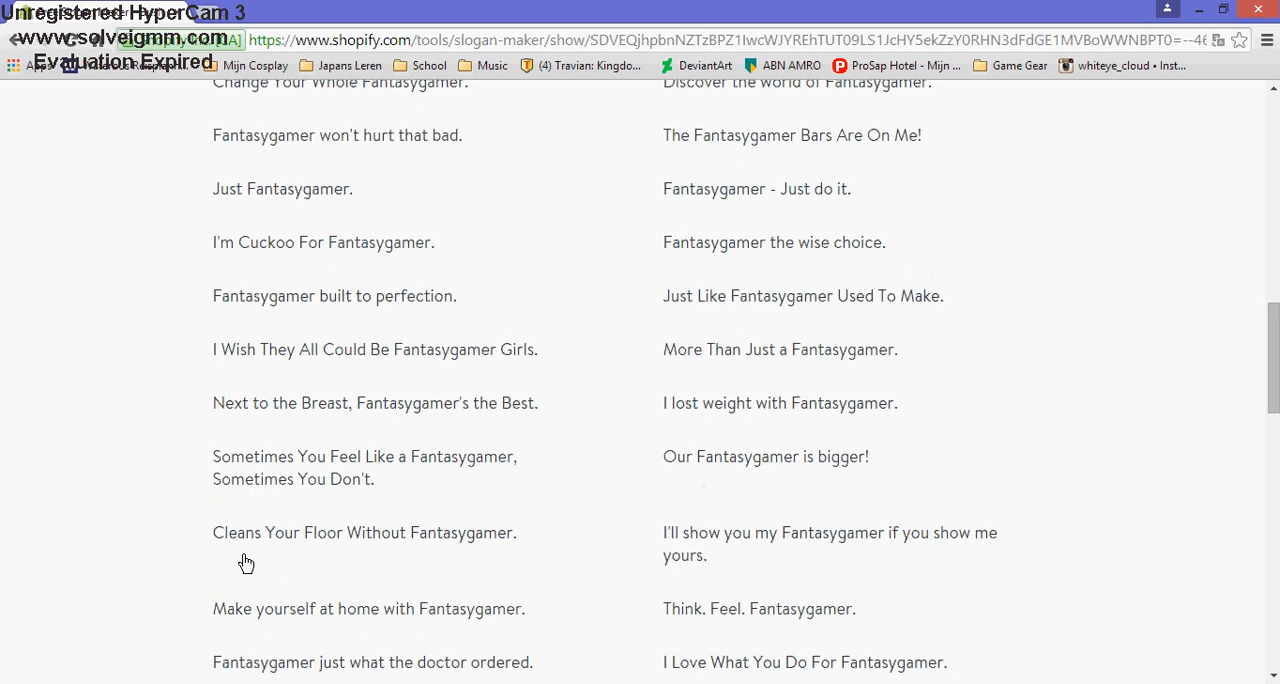 Unregistered HyperCam 3
www.solveigmm.com
Evaluation Expired
https://www.shopify.com/tools/slogan-maker/show/SDVEQjhpbnNZTzBPZ1IwcWJYREhTUT09LS1JcHY5ekZzY0RHN3dFdGE1MVBoWWNBPT0=--46
Apps
Mijn Cosplay
Japans Leren
School
Music
(4) Travian: Kingdo...
DeviantArt
ABN AMRO
ProSap Hotel - Mijn ...
Game Gear
whiteye_cloud • Inst...
Change Your Whole Fantasygamer.
Discover the world of Fantasygamer.
Fantasygamer won't hurt that bad.
The Fantasygamer Bars Are On Me!
Just Fantasygamer.
Fantasygamer - Just do it.
I'm Cuckoo For Fantasygamer.
Fantasygamer the wise choice.
Fantasygamer built to perfection.
Just Like Fantasygamer Used To Make.
I Wish They All Could Be Fantasygamer Girls.
More Than Just a Fantasygamer.
Next to the Breast, Fantasygamer's the Best.
I lost weight with Fantasygamer.
Sometimes You Feel Like a Fantasygamer,
Sometimes You Don't.
Our Fantasygamer is bigger!
Cleans Your Floor Without Fantasygamer.
I'll show you my Fantasygamer if you show me
yours.
Make yourself at home with Fantasygamer.
Think. Feel. Fantasygamer.
Fantasygamer just what the doctor ordered.
I Love What You Do For Fantasygamer.